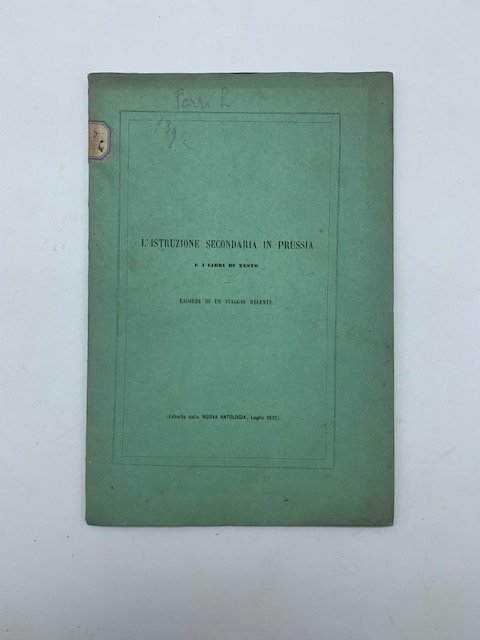 Ferri L
139
L'ISTRUZIONE SECONDARIA IN PRUSSIA
E I LIBRI DI TESTO
RICORDI DI UN VIAGGIO RECENTE.
(Estratto dalla NUOVA ANTOLOGIA, Luglio 1877).